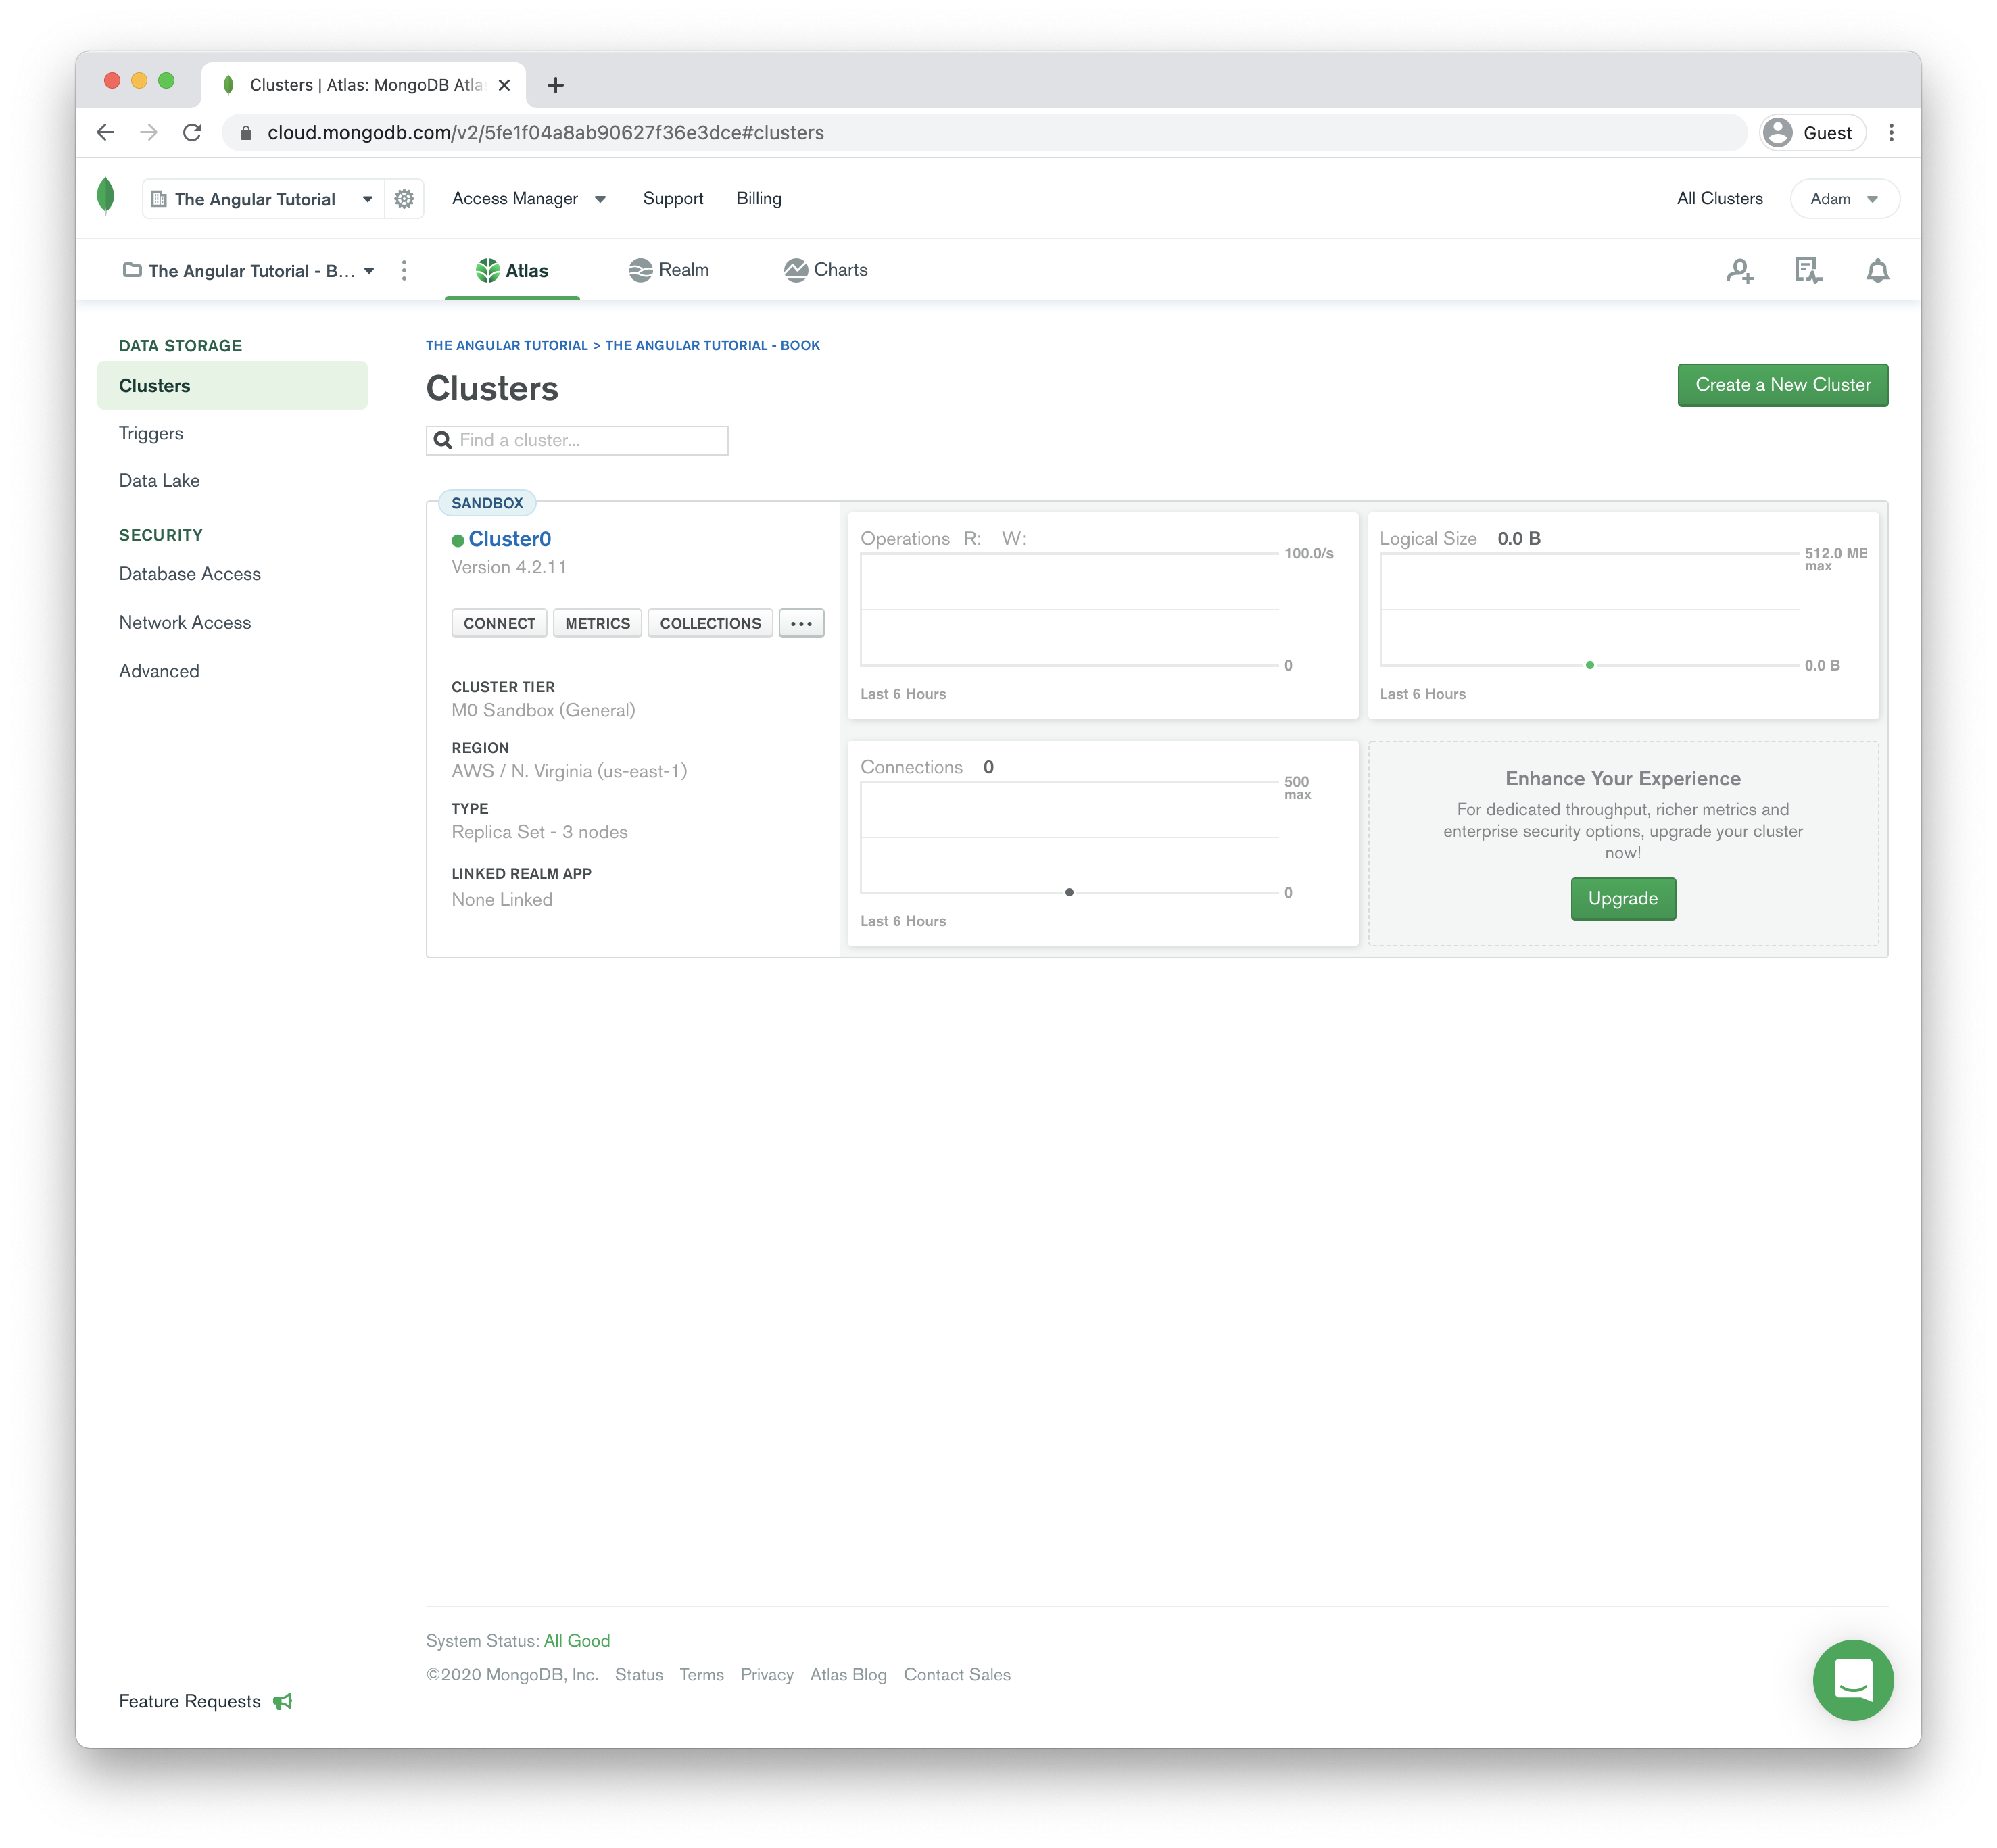 Clusters | Atlas: MongoDB Atla
cloud.mongodb.com/v2/5fe1f04a8ab90627f36e3dce#clusters
Guest
The Angular Tutorial
Access Manager
Support
Billing
All Clusters
Adam
The Angular Tutorial - B...
Atlas
Realm
Charts
DATA STORAGE
Clusters
Triggers
Data Lake
SECURITY
Database Access
Network Access
Advanced
THE ANGULAR TUTORIAL > THE ANGULAR TUTORIAL - BOOK
Clusters
Create a New Cluster
Find a cluster...
SANDBOX
Cluster0
Version 4.2.11
CONNECT
METRICS
COLLECTIONS
...
CLUSTER TIER
M0 Sandbox (General)
REGION
AWS / N. Virginia (us-east-1)
TYPE
Replica Set - 3 nodes
LINKED REALM APP
None Linked
Operations R: W:
100.0/s
0
Last 6 Hours
Logical Size 0.0 B
512.0 MB
max
0.0 B
Last 6 Hours
Connections 0
500
max
0
Last 6 Hours
Enhance Your Experience
For dedicated throughput, richer metrics and
enterprise security options, upgrade your cluster
now!
Upgrade
System Status: All Good
©2020 MongoDB, Inc. Status Terms Privacy Atlas Blog Contact Sales
Feature Requests